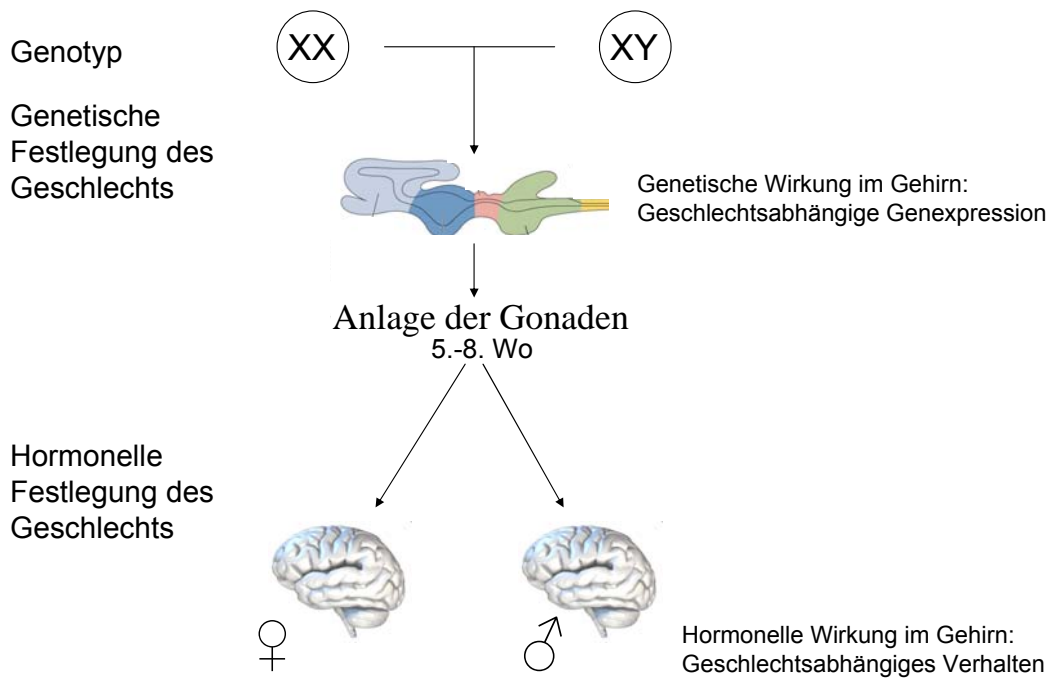 Genotyp
XX
XY
Genetische
Festlegung des
Geschlechts
Genetische Wirkung im Gehirn:
Geschlechtsabhängige Genexpression
Anlage der Gonaden
5.-8. Wo
Hormonelle
Festlegung des
Geschlechts
♀
♂
Hormonelle Wirkung im Gehirn:
Geschlechtsabhängiges Verhalten